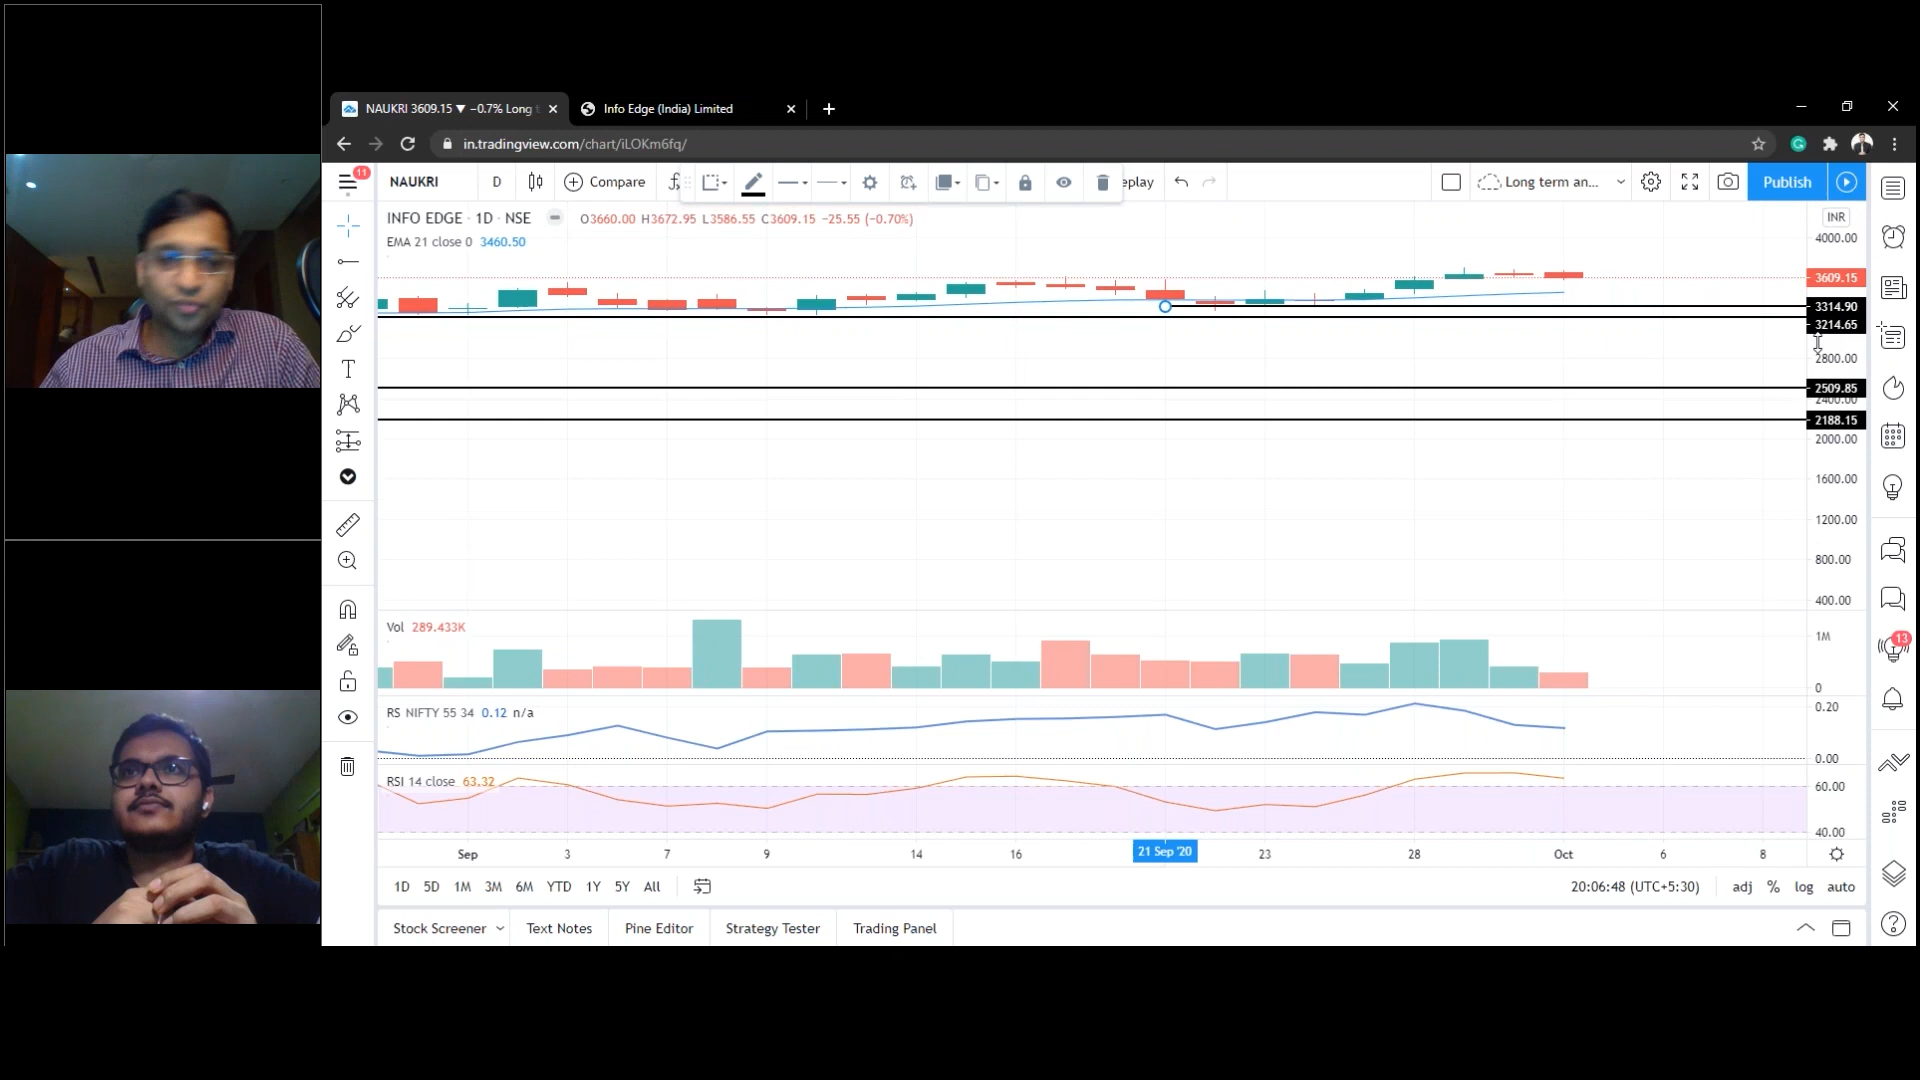 NAUKRI 3609.15 ▼ −0.7% Long t
Info Edge (India) Limited
in.tradingview.com/chart/iLOKm6fq/
11
NAUKRI
D
Compare
eplay
Long term an...
Publish
INFO EDGE · 1D · NSE
O3660.00 H3672.95 L3586.55 C3609.15 −25.55 (−0.70%)
EMA 21 close 0 3460.50
INR
4000.00
3609.15
3314.90
3214.65
2800.00
2509.85
2400.00
2188.15
2000.00
1600.00
1200.00
800.00
400.00
Vol 289.433K
1M
0
13
RS NIFTY 55 34 0.12 n/a
0.20
0.00
RSI 14 close 63.32
60.00
40.00
Sep 3 7 9 14 16 21 Sep '20 23 28 Oct 6 8
1D 5D 1M 3M 6M YTD 1Y 5Y All
20:06:48 (UTC+5:30)
adj % log auto
Stock Screener
Text Notes
Pine Editor
Strategy Tester
Trading Panel